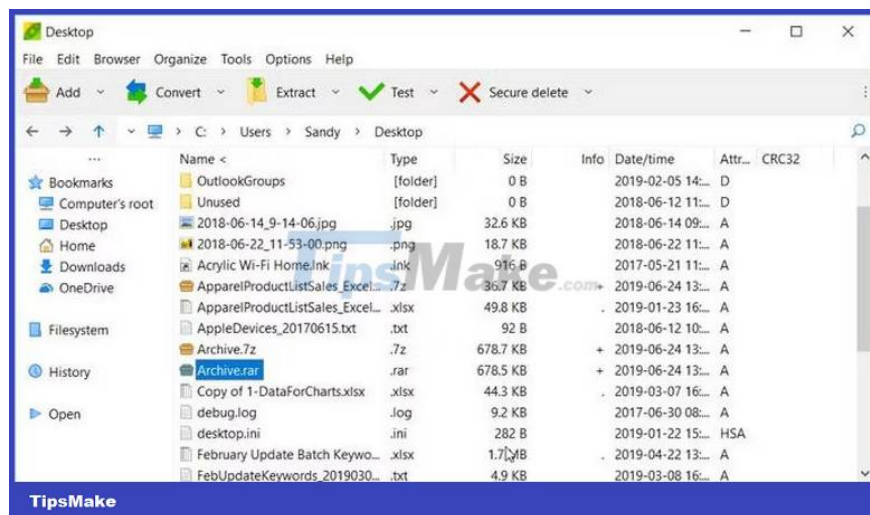 Desktop
File Edit Browser Organize Tools Options Help
Add Convert Extract Test Secure delete
C: > Users > Sandy > Desktop
... Name < Type Size Info Date/time Attr... CRC32
Bookmarks OutlookGroups [folder] 0 B 2019-02-05 14:... D
Computer's root Unused [folder] 0 B 2018-06-12 11:... D
Desktop 2018-06-14_9-14-06.jpg .jpg 32.6 KB 2018-06-14 09:... A
Home 2018-06-22_11-53-00.png .png 18.7 KB 2018-06-22 11:... A
Downloads Acrylic Wi-Fi Home.lnk .lnk 916 B 2017-05-21 11:... A
OneDrive ApparelProductListSales_Excel... .7z 36.7 KB + 2019-06-24 13:... A
ApparelProductListSales_Excel... .xlsx 49.8 KB . 2019-01-23 16:... A
Filesystem AppleDevices_20170615.txt .txt 92 B 2018-06-12 10:... A
Archive.7z .7z 678.7 KB + 2019-06-24 13:... A
History Archive.rar .rar 678.5 KB + 2019-06-24 13:... A
Copy of 1-DataForCharts.xlsx .xlsx 44.3 KB . 2019-03-07 16:... A
Open debug.log .log 9.2 KB 2017-06-30 08:... A
desktop.ini .ini 282 B 2019-01-22 15:... HSA
February Update Batch Keywo... .xlsx 1.7 MB . 2019-04-22 13:... A
FebUpdateKeywords_2019030... .txt 4.9 KB 2019-03-08 16:... A
TipsMake.com
TipsMake